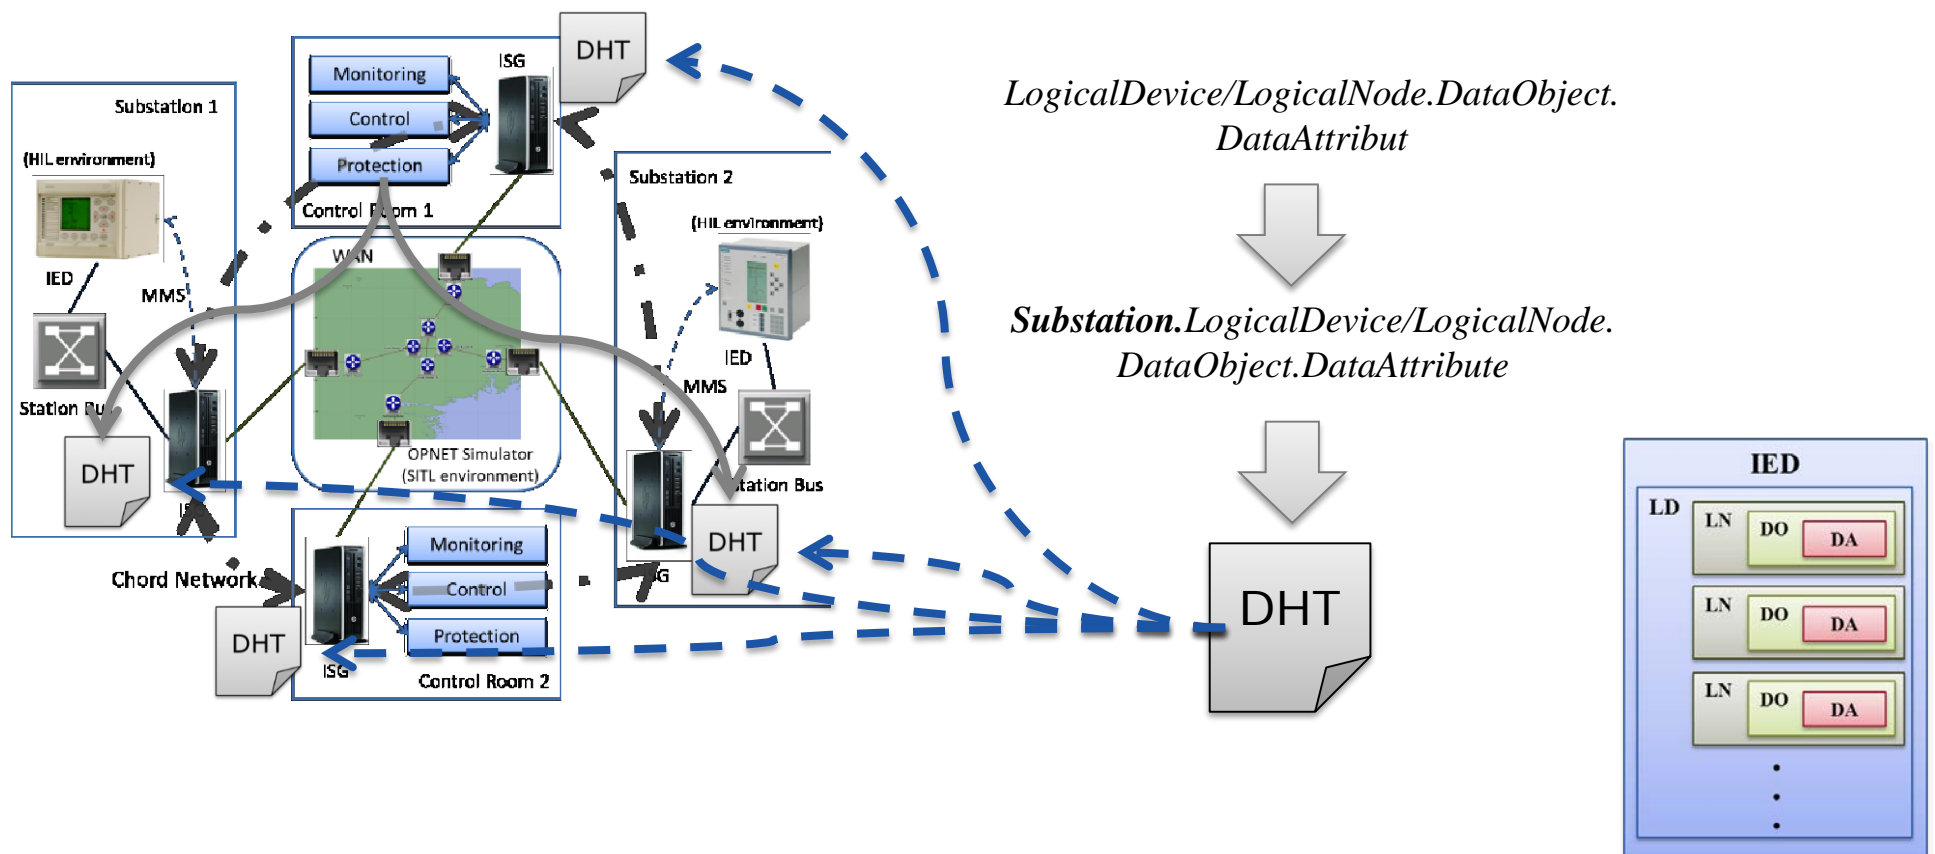 DHT
ISG
Monitoring
Control
Protection
Control Room 1
Substation 1
(HIL environment)
IED
MMS
Station Bus
DHT
WAN
OPNET Simulator
(SITL environment)
Substation 2
(HIL environment)
IED
MMS
Station Bus
DHT
Chord Network
DHT
ISG
Monitoring
Control
Protection
Control Room 2
LogicalDevice/LogicalNode.DataObject.
DataAttribut
Substation.LogicalDevice/LogicalNode.
DataObject.DataAttribute
DHT
IED
LD
LN DO DA
LN DO DA
LN DO DA